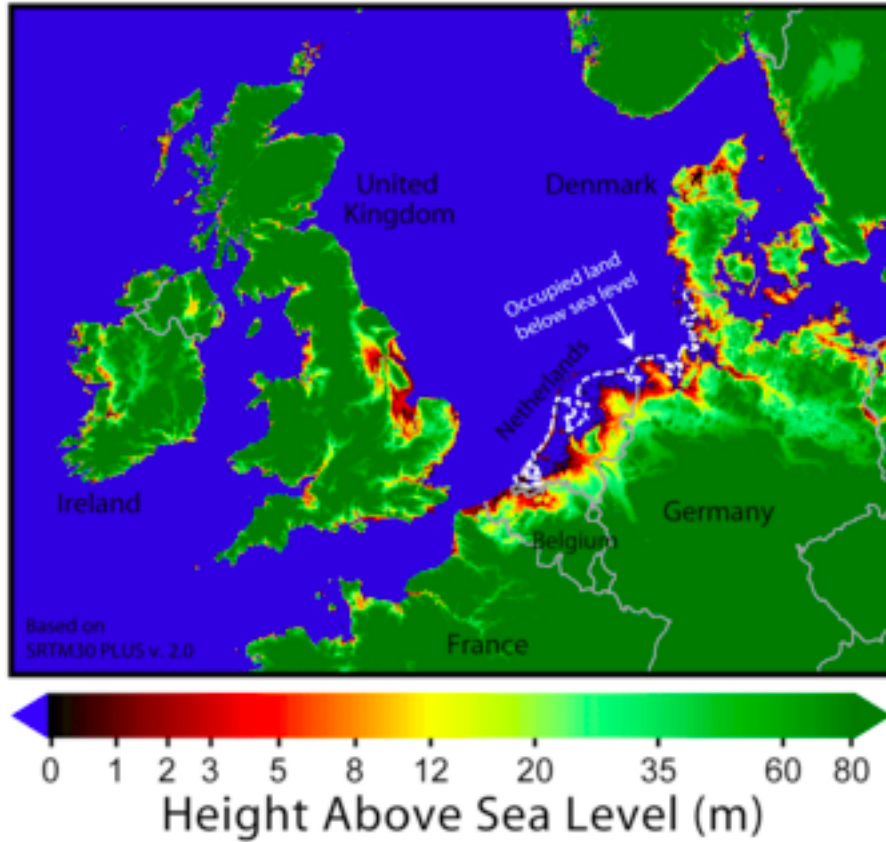 United
Kingdom
Denmark
Occupied land
below sea level
Netherlands
Ireland
Germany
Belgium
France
Based on
SRTM30 PLUS v. 2.0
0 1 2 3 5 8 12 20 35 60 80
Height Above Sea Level (m)